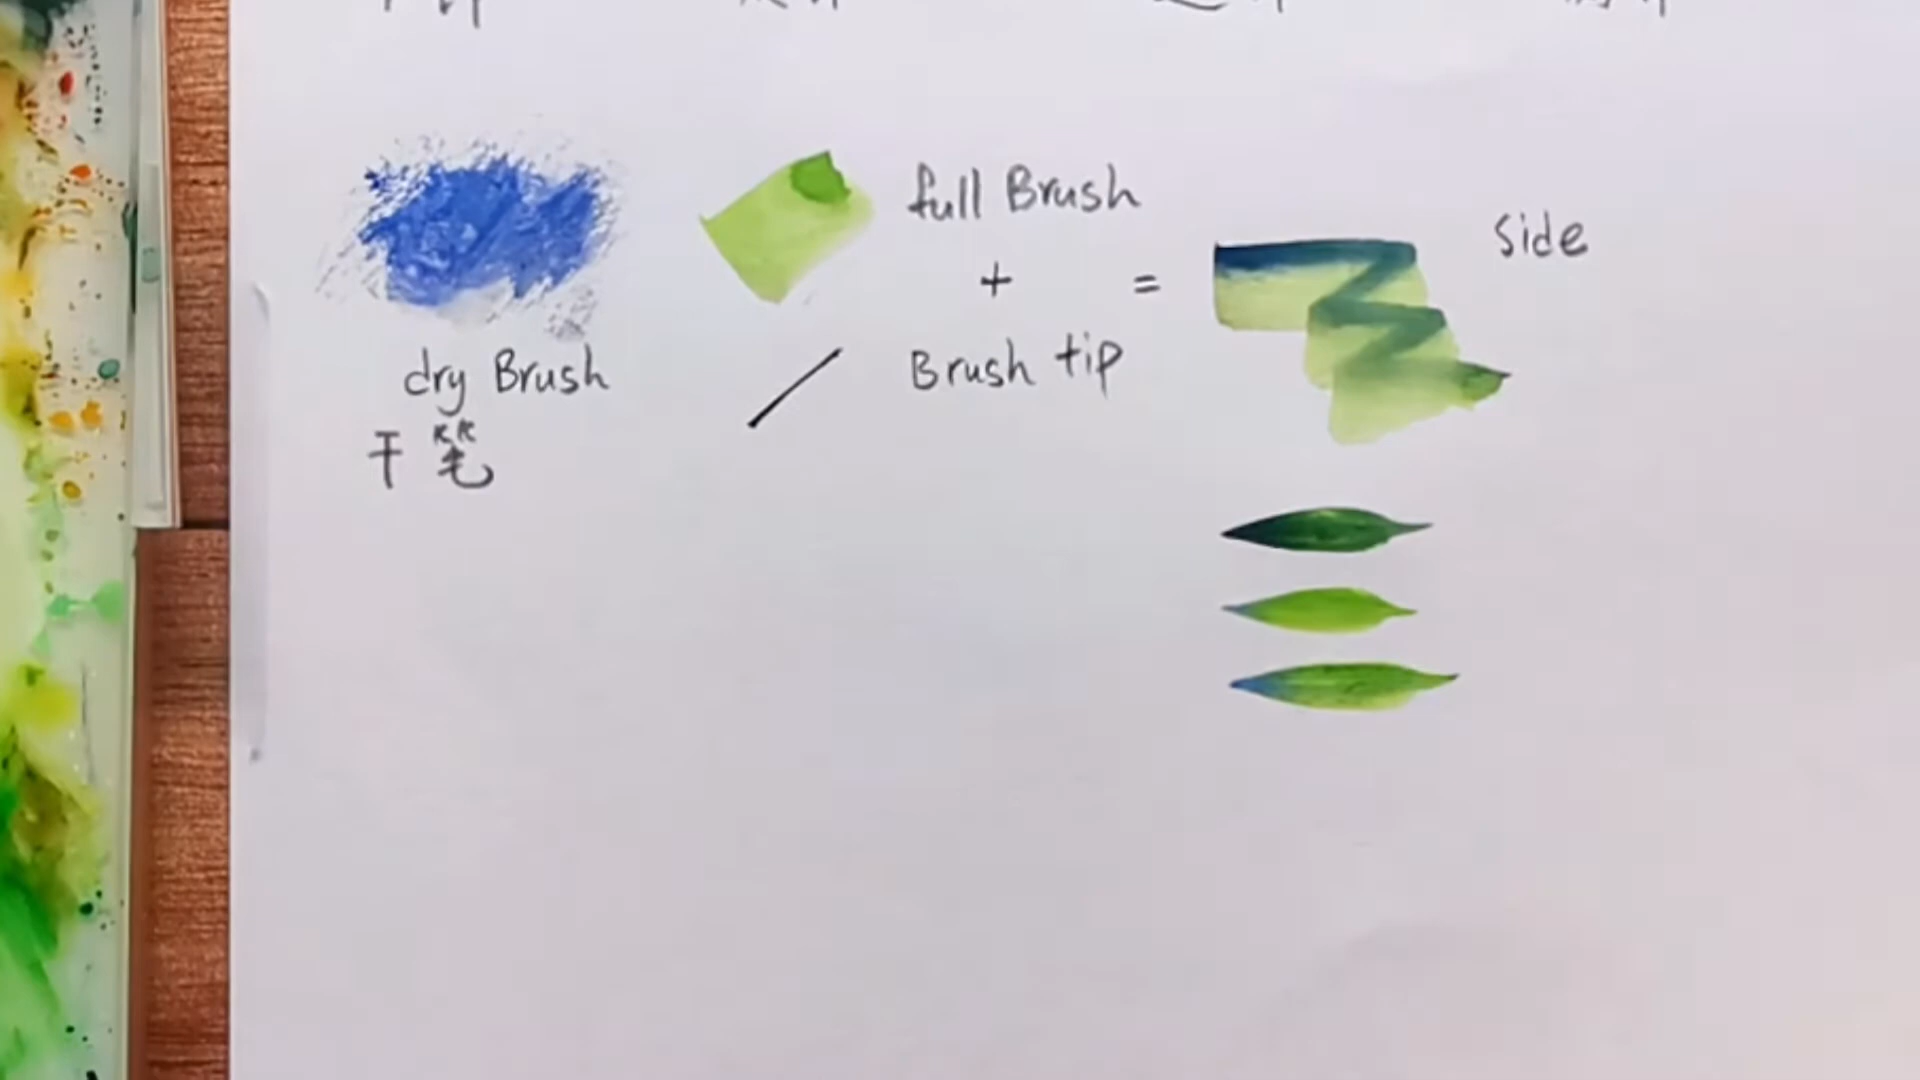 full Brush
side
+ =
dry Brush
Brush tip
干笔